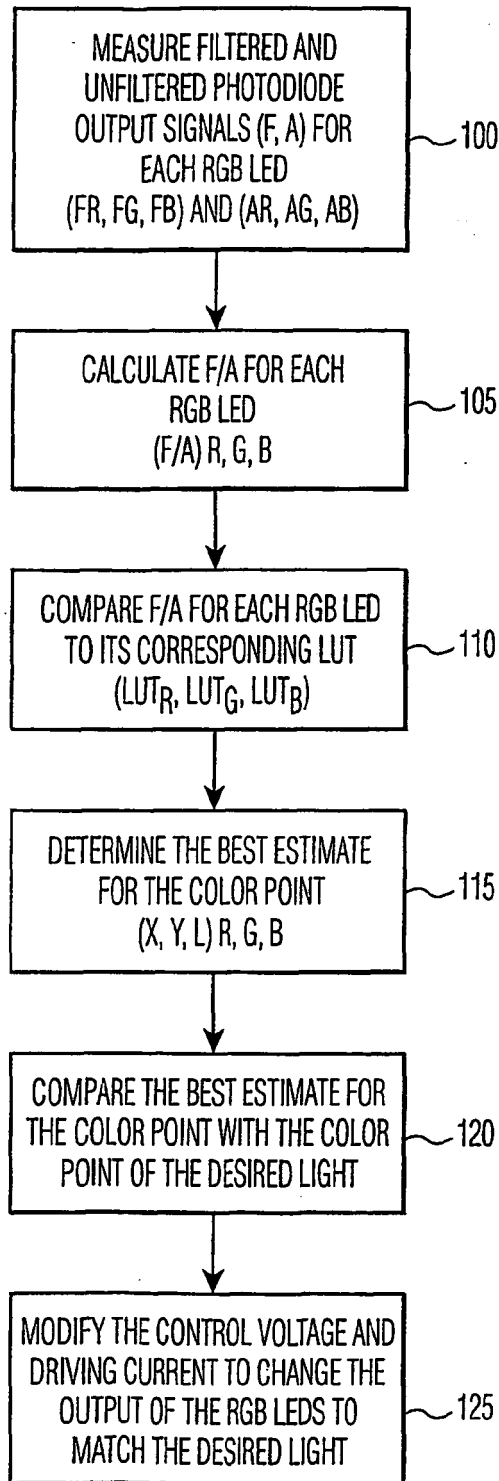 MEASURE FILTERED AND
UNFILTERED PHOTODIODE
OUTPUT SIGNALS (F, A) FOR
EACH RGB LED
(FR, FG, FB) AND (AR, AG, AB)
100
CALCULATE F/A FOR EACH
RGB LED
(F/A) R, G, B
105
COMPARE F/A FOR EACH RGB LED
TO ITS CORRESPONDING LUT
(LUTR, LUTG, LUTB)
110
DETERMINE THE BEST ESTIMATE
FOR THE COLOR POINT
(X, Y, L) R, G, B
115
COMPARE THE BEST ESTIMATE FOR
THE COLOR POINT WITH THE COLOR
POINT OF THE DESIRED LIGHT
120
MODIFY THE CONTROL VOLTAGE AND
DRIVING CURRENT TO CHANGE THE
OUTPUT OF THE RGB LEDS TO
MATCH THE DESIRED LIGHT
125